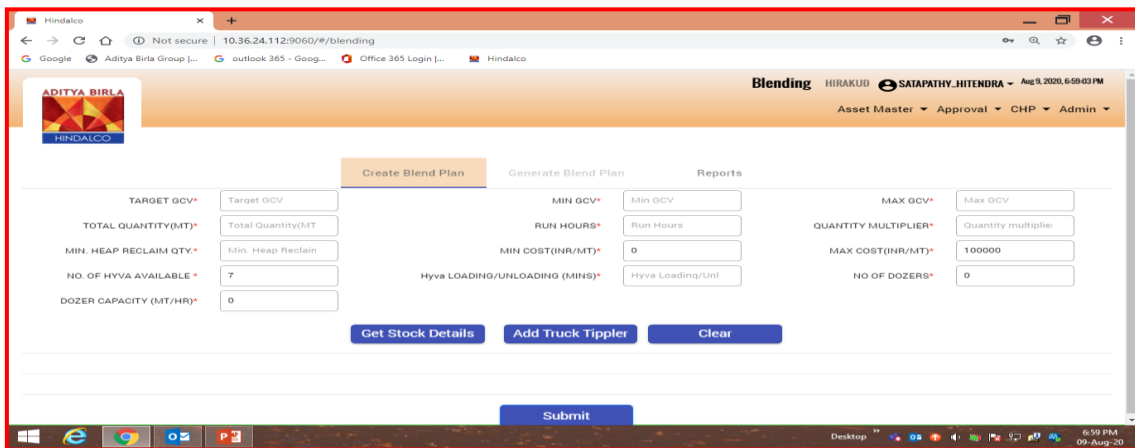 Hindalco
Not secure | 10.36.24.112:9060/#/blending
Google Aditya Birla Group |... outlook 365 - Goog... Office 365 Login |... Hindalco
ADITYA BIRLA
HINDALCO
Blending HIRAKUD SATAPATHY_HITENDRA Aug 9, 2020, 6:59:03 PM
Asset Master Approval CHP Admin
Create Blend Plan Generate Blend Plan Reports
TARGET GCV* Target GCV MIN GCV* Min GCV MAX GCV* Max GCV
TOTAL QUANTITY(MT)* Total Quantity(MT RUN HOURS* Run Hours QUANTITY MULTIPLIER* Quantity multiplier
MIN. HEAP RECLAIM QTY.* Min. Heap Reclain MIN COST(INR/MT)* 0 MAX COST(INR/MT)* 100000
NO. OF HYVA AVAILABLE * 7 Hyva LOADING/UNLOADING (MINS)* Hyva Loading/Unl NO OF DOZERS* 0
DOZER CAPACITY (MT/HR)* 0
Get Stock Details Add Truck Tippler Clear
Submit
Desktop 6:59 PM
09-Aug-20